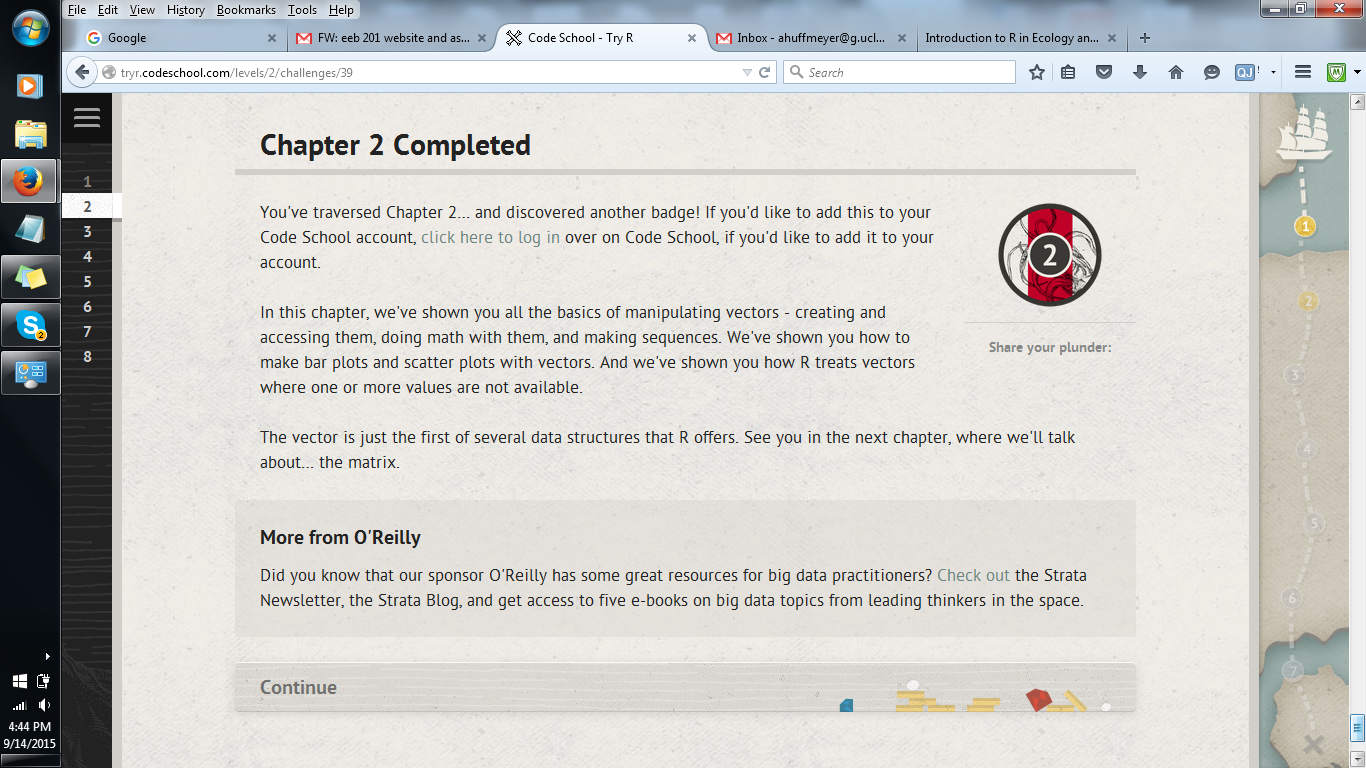 File Edit View History Bookmarks Tools Help
Google
FW: eeb 201 website and as...
Code School - Try R
Inbox - ahuffmeyer@g.ucl...
Introduction to R in Ecology an...
tryr.codeschool.com/levels/2/challenges/39
Search
QJ !
1
2
3
4
5
6
7
8
Chapter 2 Completed
You've traversed Chapter 2... and discovered another badge! If you'd like to add this to your
Code School account, click here to log in over on Code School, if you'd like to add it to your
account.
2
Share your plunder:
In this chapter, we've shown you all the basics of manipulating vectors - creating and
accessing them, doing math with them, and making sequences. We've shown you how to
make bar plots and scatter plots with vectors. And we've shown you how R treats vectors
where one or more values are not available.
The vector is just the first of several data structures that R offers. See you in the next chapter, where we'll talk
about... the matrix.
More from O'Reilly
Did you know that our sponsor O'Reilly has some great resources for big data practitioners? Check out the Strata
Newsletter, the Strata Blog, and get access to five e-books on big data topics from leading thinkers in the space.
Continue
1
2
3
4
5
6
7
2
4:44 PM
9/14/2015